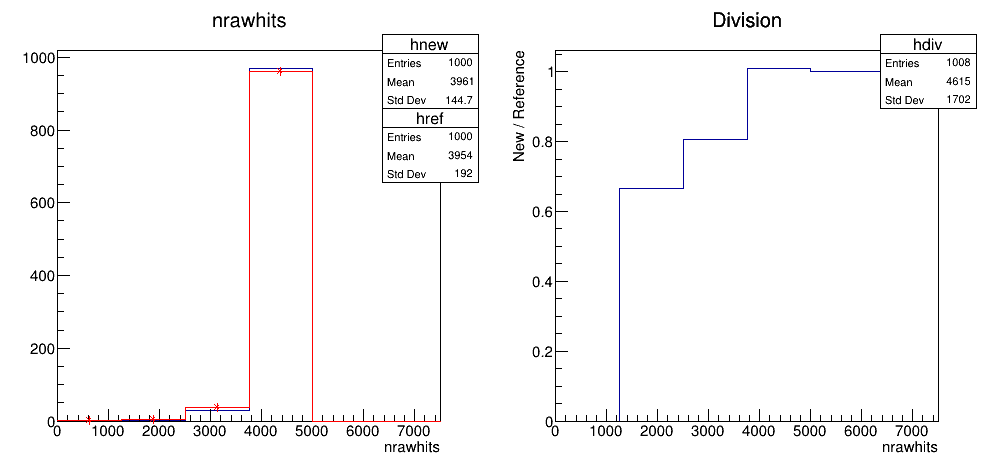 nrawhits
hnew
Entries 1000
Mean 3961
Std Dev 144.7
href
Entries 1000
Mean 3954
Std Dev 192
1000
800
600
400
200
0
0 1000 2000 3000 4000 5000 6000 7000
nrawhits
Division
hdiv
Entries 1008
Mean 4615
Std Dev 1702
New / Reference
1
0.8
0.6
0.4
0.2
0
0 1000 2000 3000 4000 5000 6000 7000
nrawhits